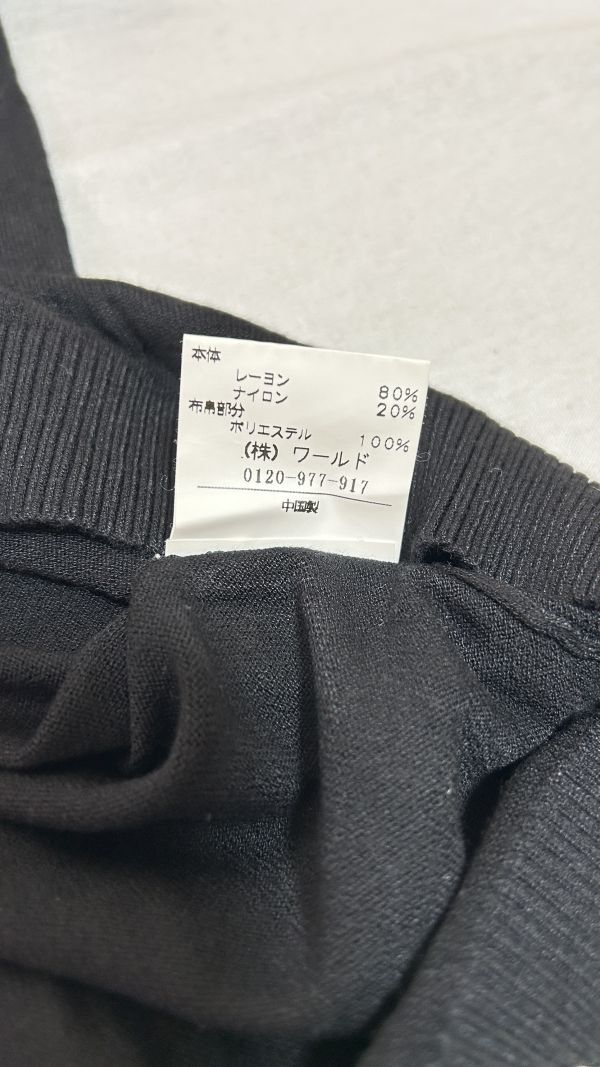 本体
レーヨン 80%
ナイロン 20%
布帛部分
ポリエステル 100%
(株) ワールド
0120-977-917
中国製